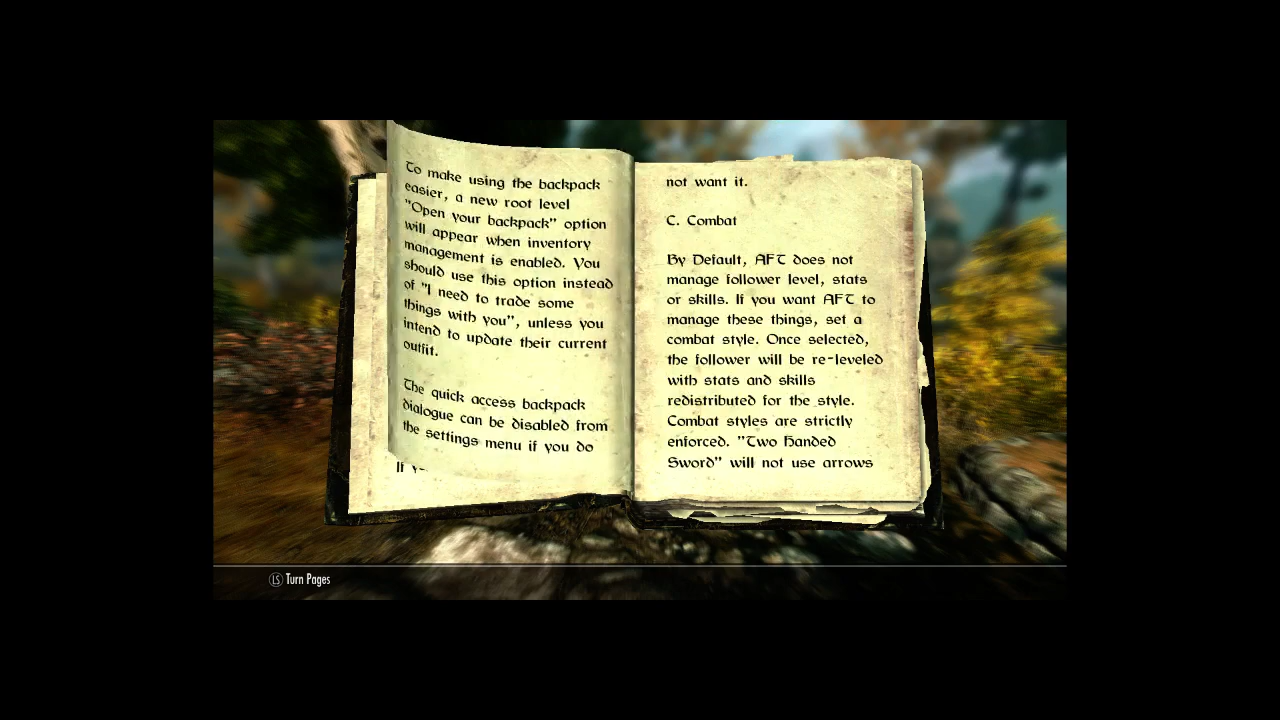 To make using the backpack
easier, a new root level
"Open your backpack" option
will appear when inventory
management is enabled. You
should use this option instead
of "I need to trade some
things with you", unless you
intend to update their current
outfit.
The quick access backpack
dialogue can be disabled from
the settings menu if you do
If
not want it.
C. Combat
By Default, AFT does not
manage follower level, stats
or skills. If you want AFT to
manage these things, set a
combat style. Once selected,
the follower will be re-leveled
with stats and skills
redistributed for the style.
Combat styles are strictly
enforced. "Two Handed
Sword" will not use arrows
LS Turn Pages